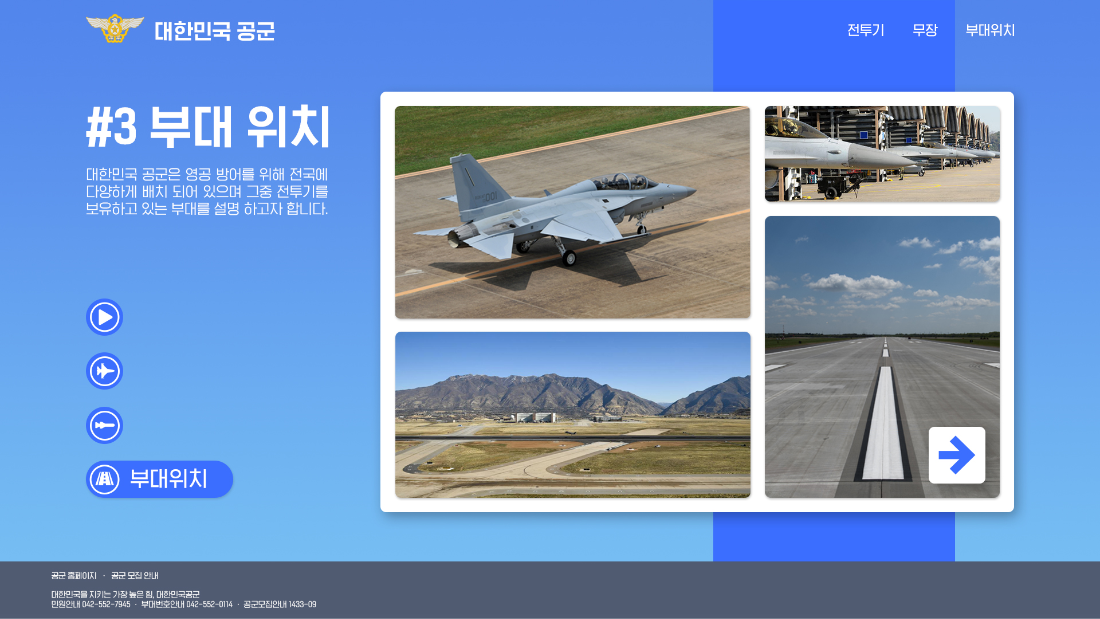 대한민국 공군
전투기
무장
부대위치
#3 부대 위치
대한민국 공군은 영공 방어를 위해 전국에
다양하게 배치 되어 있으며 그중 전투기를
보유하고 있는 부대를 설명 하고자 합니다.
001
부대위치
공군 홈페이지 · 공군 모집 안내
대한민국을 지키는 가장 높은 힘, 대한민국공군
민원안내 042-552-7945 · 부대번호안내 042-552-0114 · 공군모집안내 1433-09